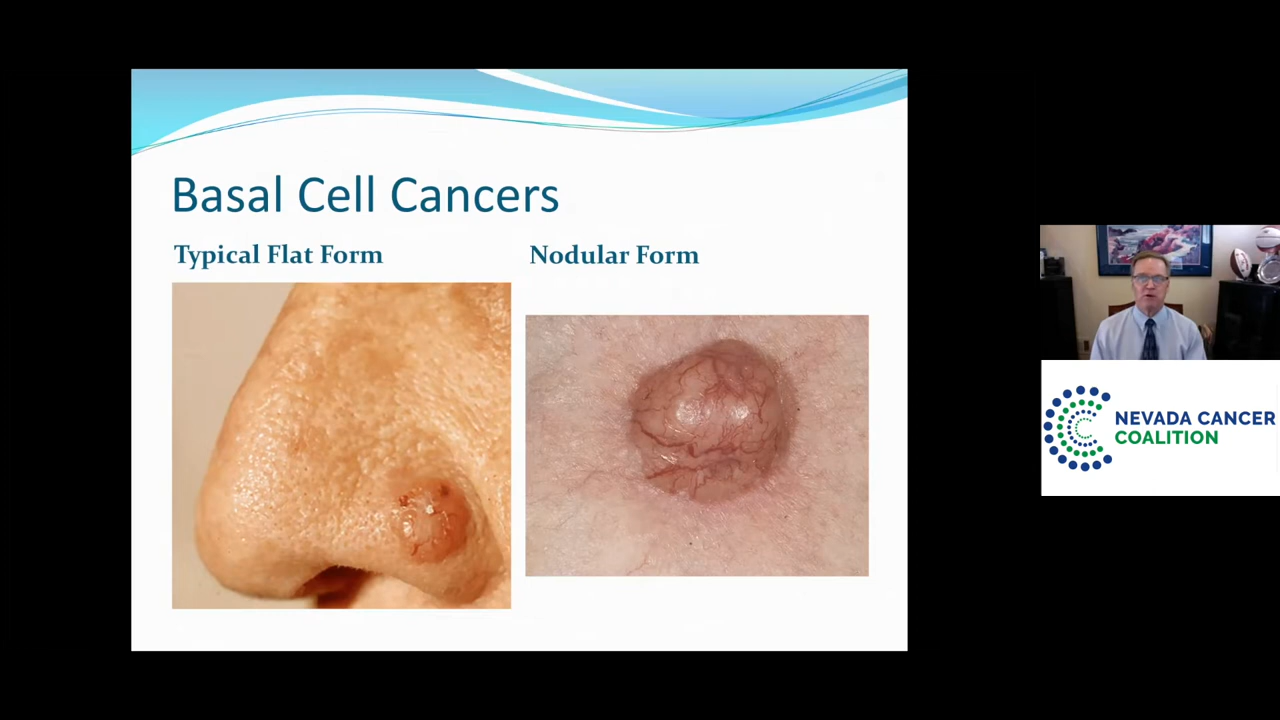 Basal Cell Cancers
Typical Flat Form
Nodular Form
NEVADA CANCER
COALITION